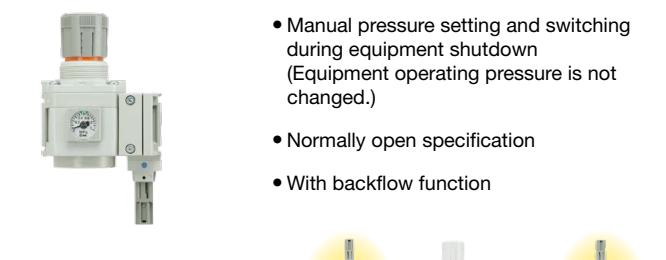 • Manual pressure setting and switching
during equipment shutdown
(Equipment operating pressure is not
changed.)
• Normally open specification
• With backflow function